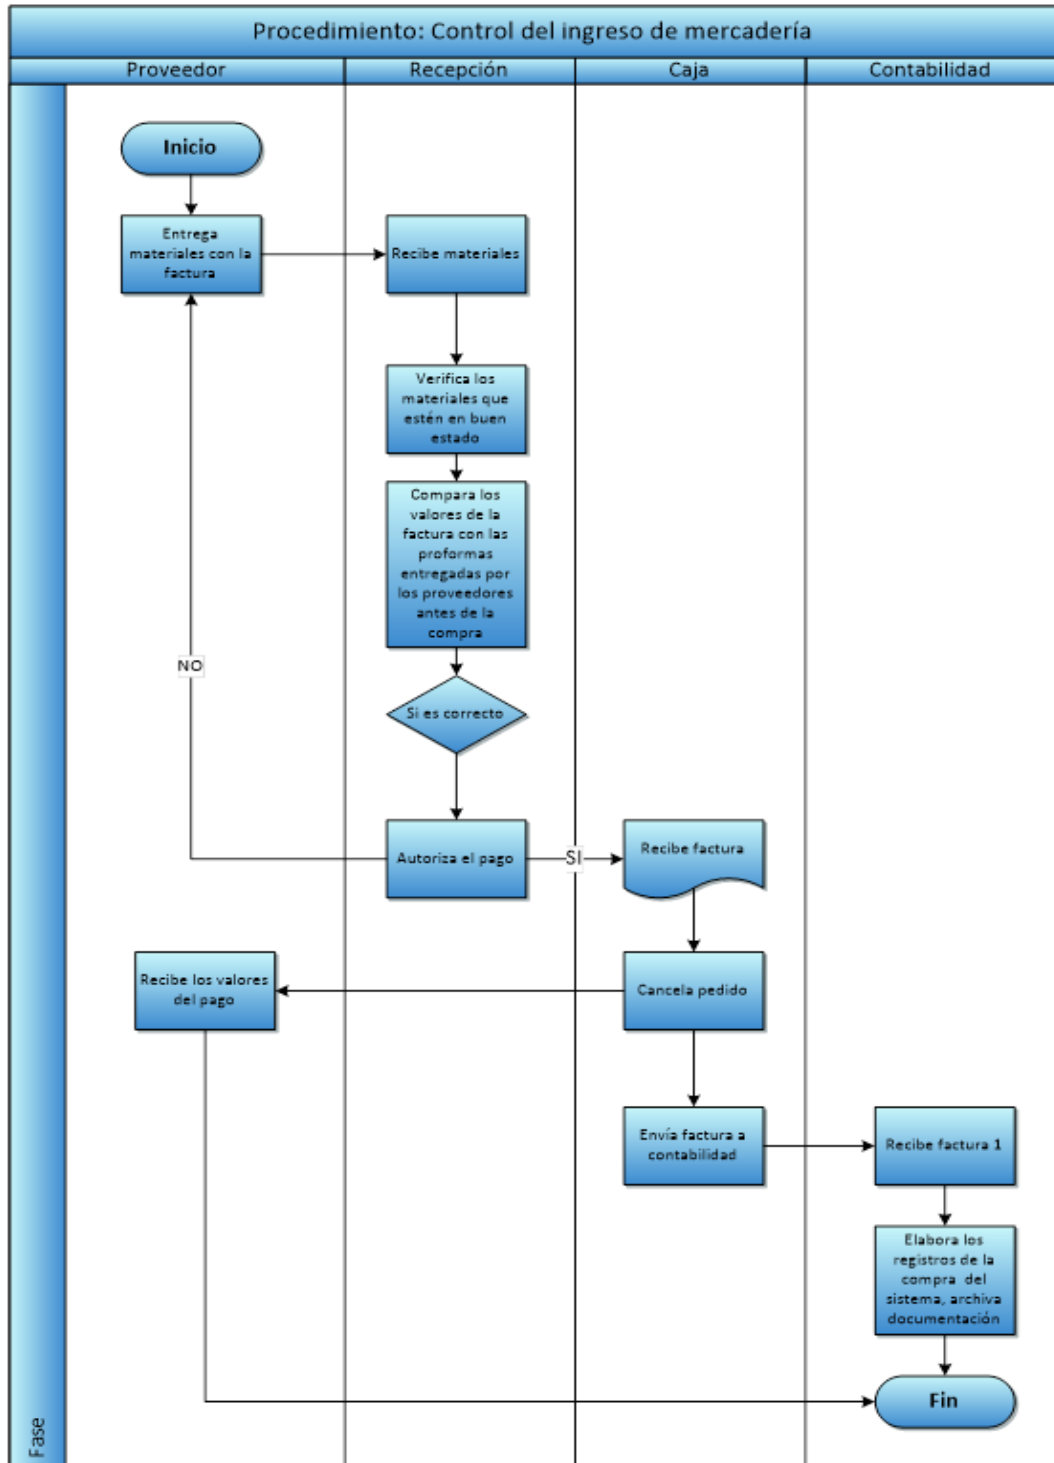 Procedimiento: Control del ingreso de mercadería
Proveedor
Recepción
Caja
Contabilidad
Inicio
Entrega
materiales con la
factura
Recibe materiales
Verifica los
materiales que
estén en buen
estado
Compara los
valores de la
factura con las
proformas
entregadas por
los proveedores
antes de la
compra
NO
Si es correcto
Autoriza el pago
SI
Recibe factura
Recibe los valores
del pago
Cancela pedido
Envía factura a
contabilidad
Recibe factura 1
Elabora los
registros de la
compra del
sistema, archiva
documentación
Fin
Fase